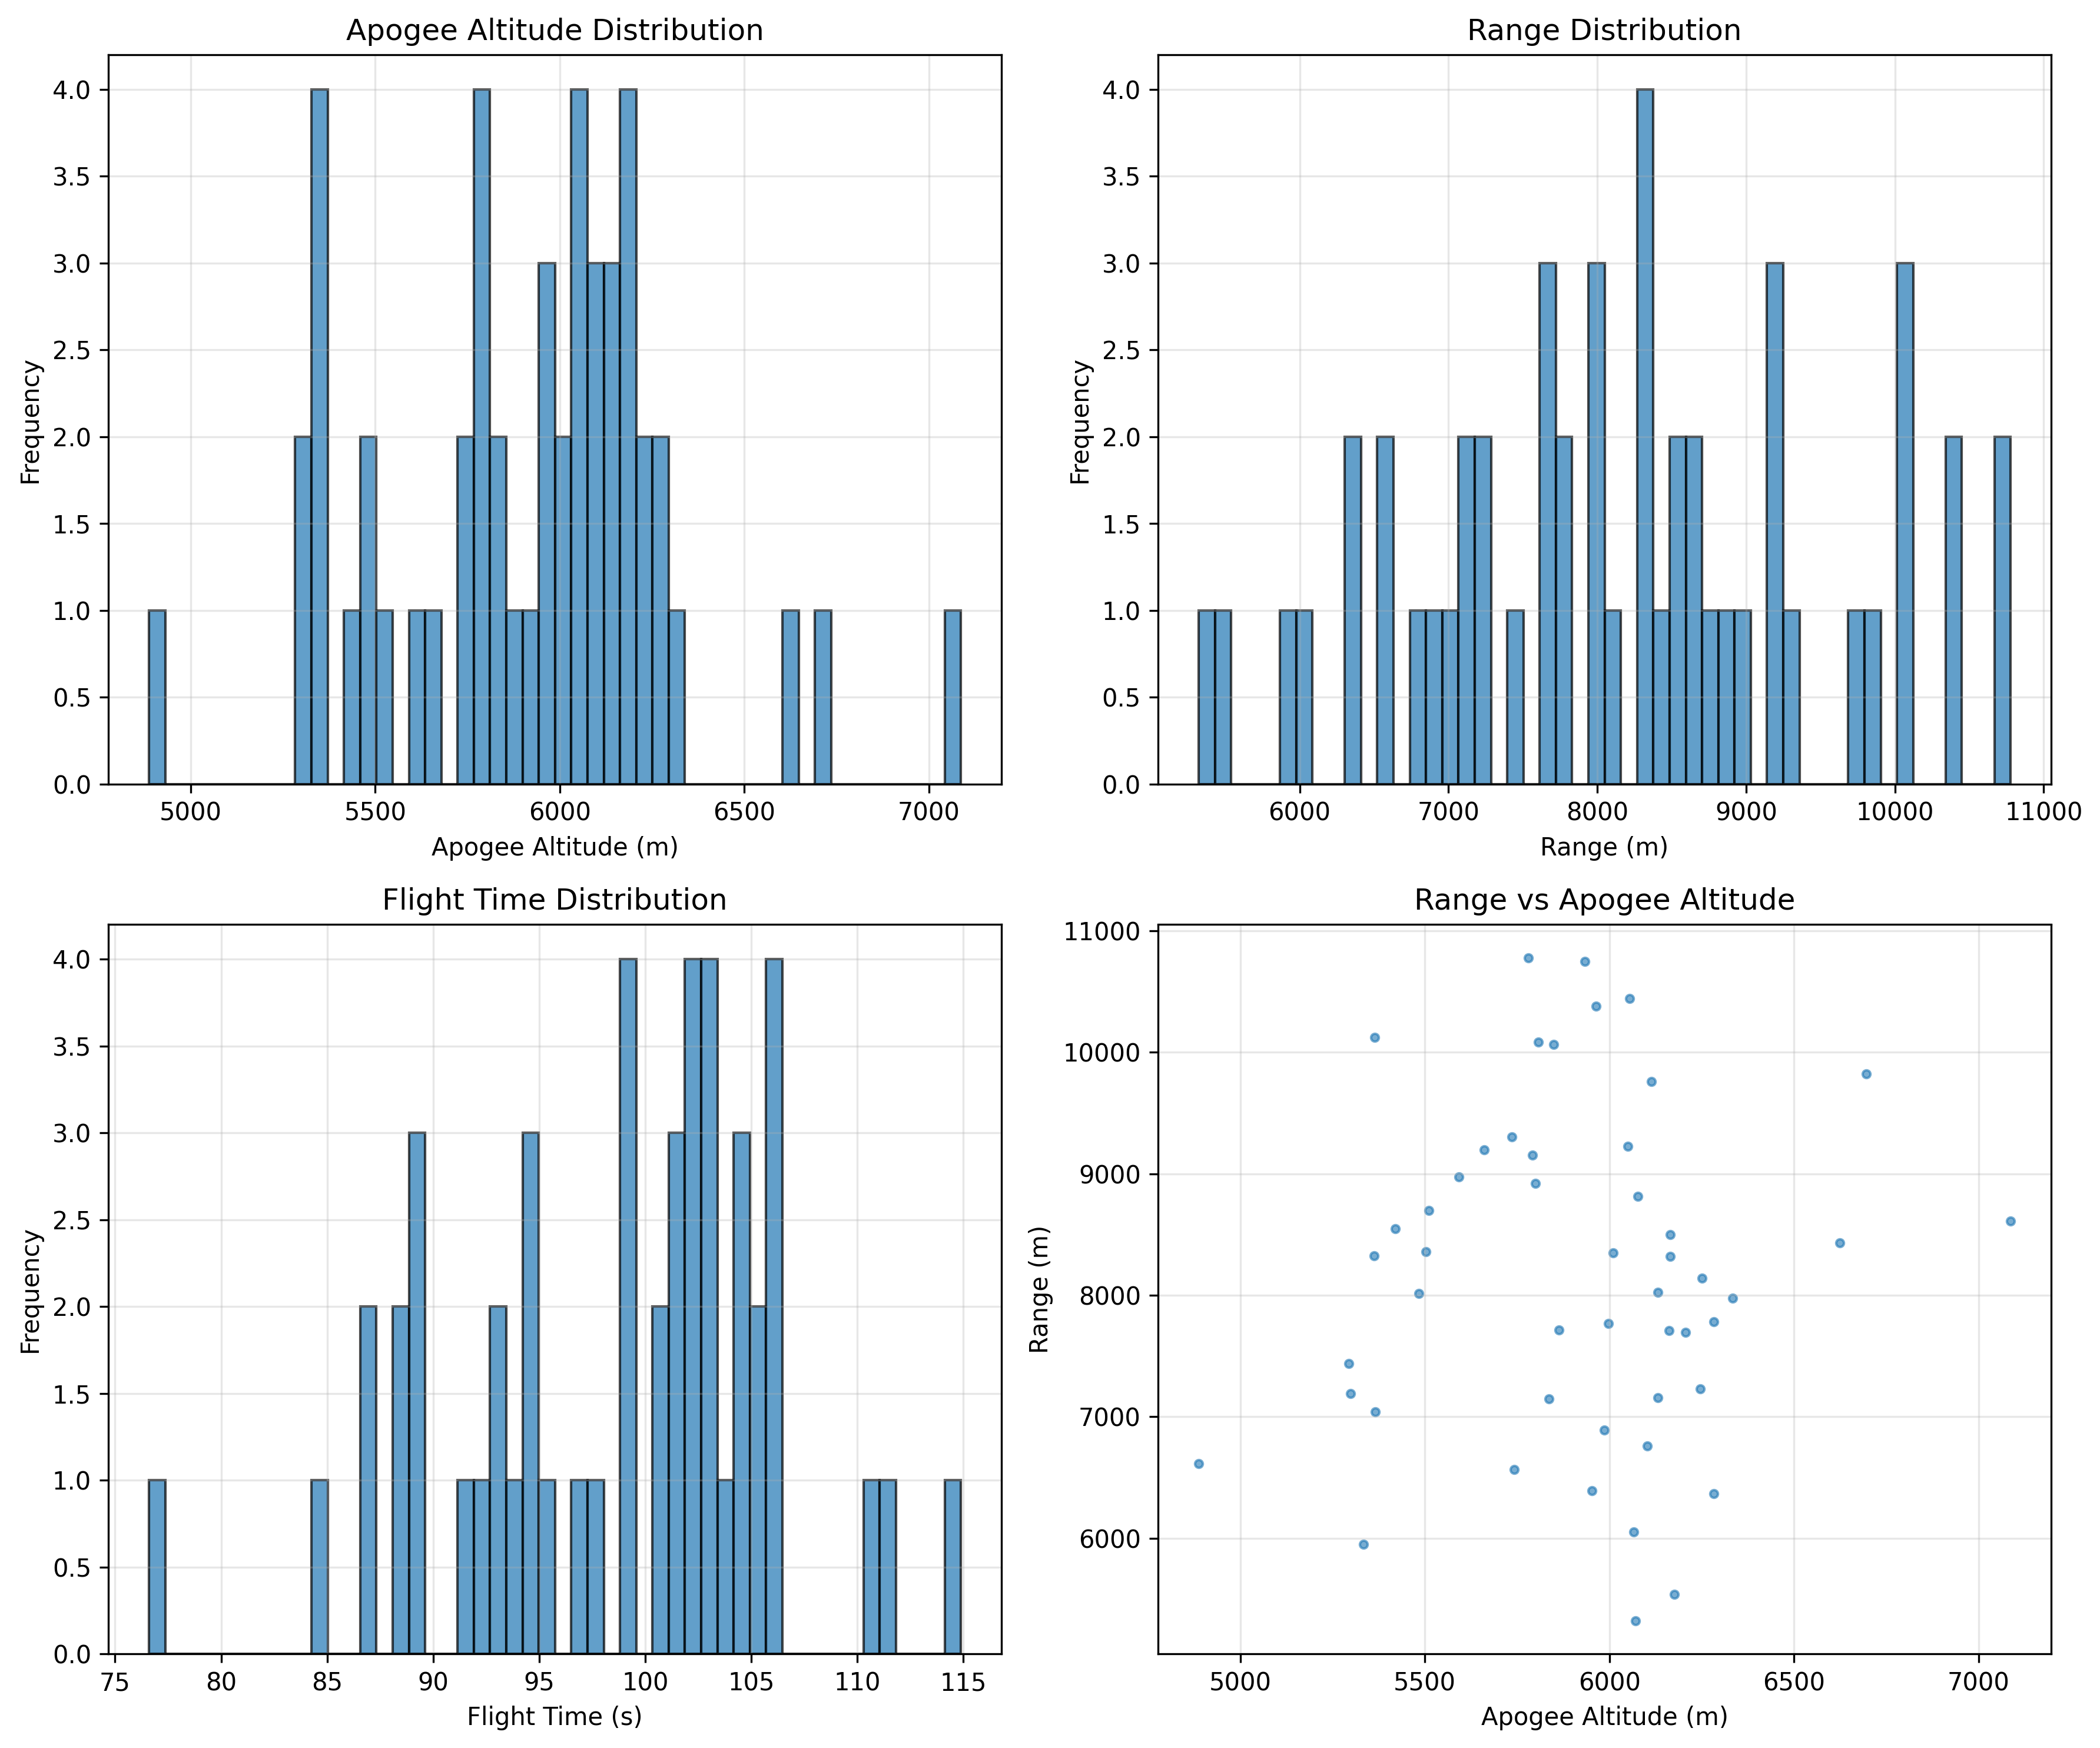 Apogee Altitude Distribution
Frequency
4.0
3.5
3.0
2.5
2.0
1.5
1.0
0.5
0.0
5000 5500 6000 6500 7000
Apogee Altitude (m)
Range Distribution
Frequency
4.0
3.5
3.0
2.5
2.0
1.5
1.0
0.5
0.0
6000 7000 8000 9000 10000 11000
Range (m)
Flight Time Distribution
Frequency
4.0
3.5
3.0
2.5
2.0
1.5
1.0
0.5
0.0
75 80 85 90 95 100 105 110 115
Flight Time (s)
Range vs Apogee Altitude
Range (m)
11000
10000
9000
8000
7000
6000
5000 5500 6000 6500 7000
Apogee Altitude (m)